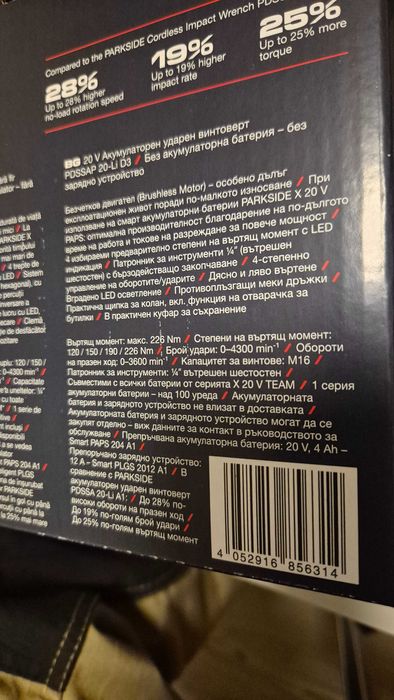 Compared to the PARKSIDE Cordless Impact Wrench
28%
Up to 28% higher
no-load rotation speed
19%
Up to 19% higher
impact rate
25%
Up to 25% more
torque
BG 20 V Акумулаторен ударен винтоверт
PDSSAP 20-Li D3 / Без акумулаторна батерия – без
зарядно устройство
Безчетков двигател (Brushless Motor) – особено дълъг
експлоатационен живот поради по-малкото износване / При
използване на смарт акумулаторни батерии PARKSIDE X 20 V
PAPS: оптимална производителност благодарение на по-дългото
време на работа и токове на разреждане за повече мощност /
4 избираеми предварително степени на въртящ момент с LED
индикация / Патронник за инструменти ¼" (вътрешен
шестостен) с бързодействащо закопчаване / 4-степенно
управление на оборотите/ударите / Дясно и ляво въртене /
Вградено LED осветление / Противоплъзгащи меки дръжки /
Практична щипка за колан, вкл. функция на отварачка за
бутилки / В практичен куфар за съхранение
Въртящ момент: макс. 226 Nm / Степени на въртящ момент:
120 / 150 / 190 / 226 Nm / Брой удари: 0–4300 min⁻¹ / Обороти
на празен ход: 0–3600 min⁻¹ / Капацитет за винтове: M16 /
Патронник за инструменти: ¼" вътрешен шестостен /
Съвместими с всички батерии от серията X 20 V TEAM / 1 серия
акумулаторни батерии – над 100 уреда / Акумулаторната
батерия и зарядното устройство не влизат в доставката /
Акумулаторната батерия и зарядното устройство могат да се
закупят отделно – виж данните за контакт в ръководството за
обслужване / Препоръчвана акумулаторна батерия: 20 V, 4 Ah –
Smart PAPS 204 A1 /
Препоръчано зарядно устройство:
12 A – Smart PLGS 2012 A1 / В
сравнение с PARKSIDE
акумулаторен ударен винтоверт
PDSSA 20-Li A1: / До 28% по-
високи обороти на празен ход /
До 19% по-голям брой удари /
До 25% по-голям въртящ момент
4 052916 856314